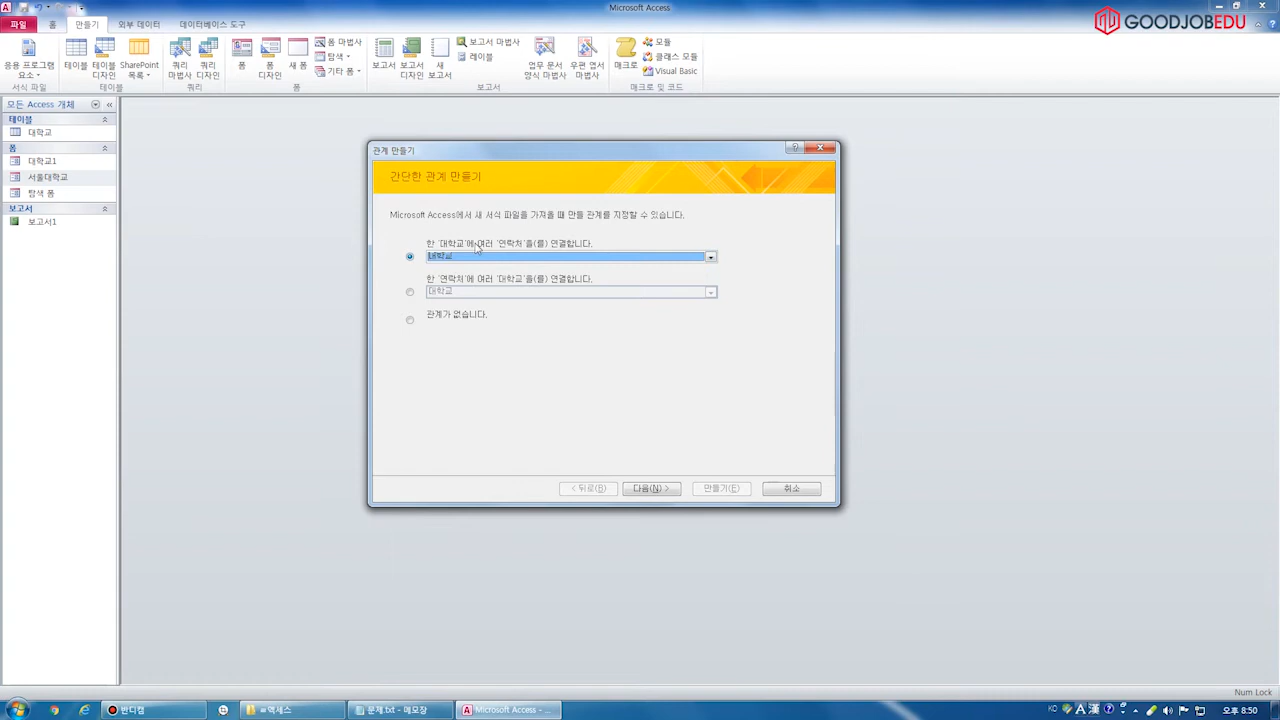 Microsoft Access
파일 홈 만들기 외부 데이터 데이터베이스 도구
GOODJOBEDU
응용 프로그램 요소
테이블
테이블 디자인
SharePoint 목록
쿼리 마법사
쿼리 디자인
폼
폼 디자인
새 폼
폼 마법사
탐색
기타 폼
보고서
보고서 디자인
새 보고서
보고서 마법사
레이블
업무 문서 양식 마법사
우편 엽서 마법사
매크로
모듈
클래스 모듈
Visual Basic
서식 파일 테이블 쿼리 폼 보고서 매크로 및 코드
모든 Access 개체
테이블
대학교
폼
대학교1
서울대학교
탐색 폼
보고서
보고서1
관계 만들기
간단한 관계 만들기
Microsoft Access에서 새 서식 파일을 가져올 때 만들 관계를 지정할 수 있습니다.
한 '대학교'에 여러 '연락처'을(를) 연결합니다.
대학교
한 '연락처'에 여러 '대학교'을(를) 연결합니다.
대학교
관계가 없습니다.
< 뒤로(B) 다음(N) > 만들기(E) 취소
Num Lock
반디컴
문제.txt - 메모장
Microsoft Access - ...
오후 8:50